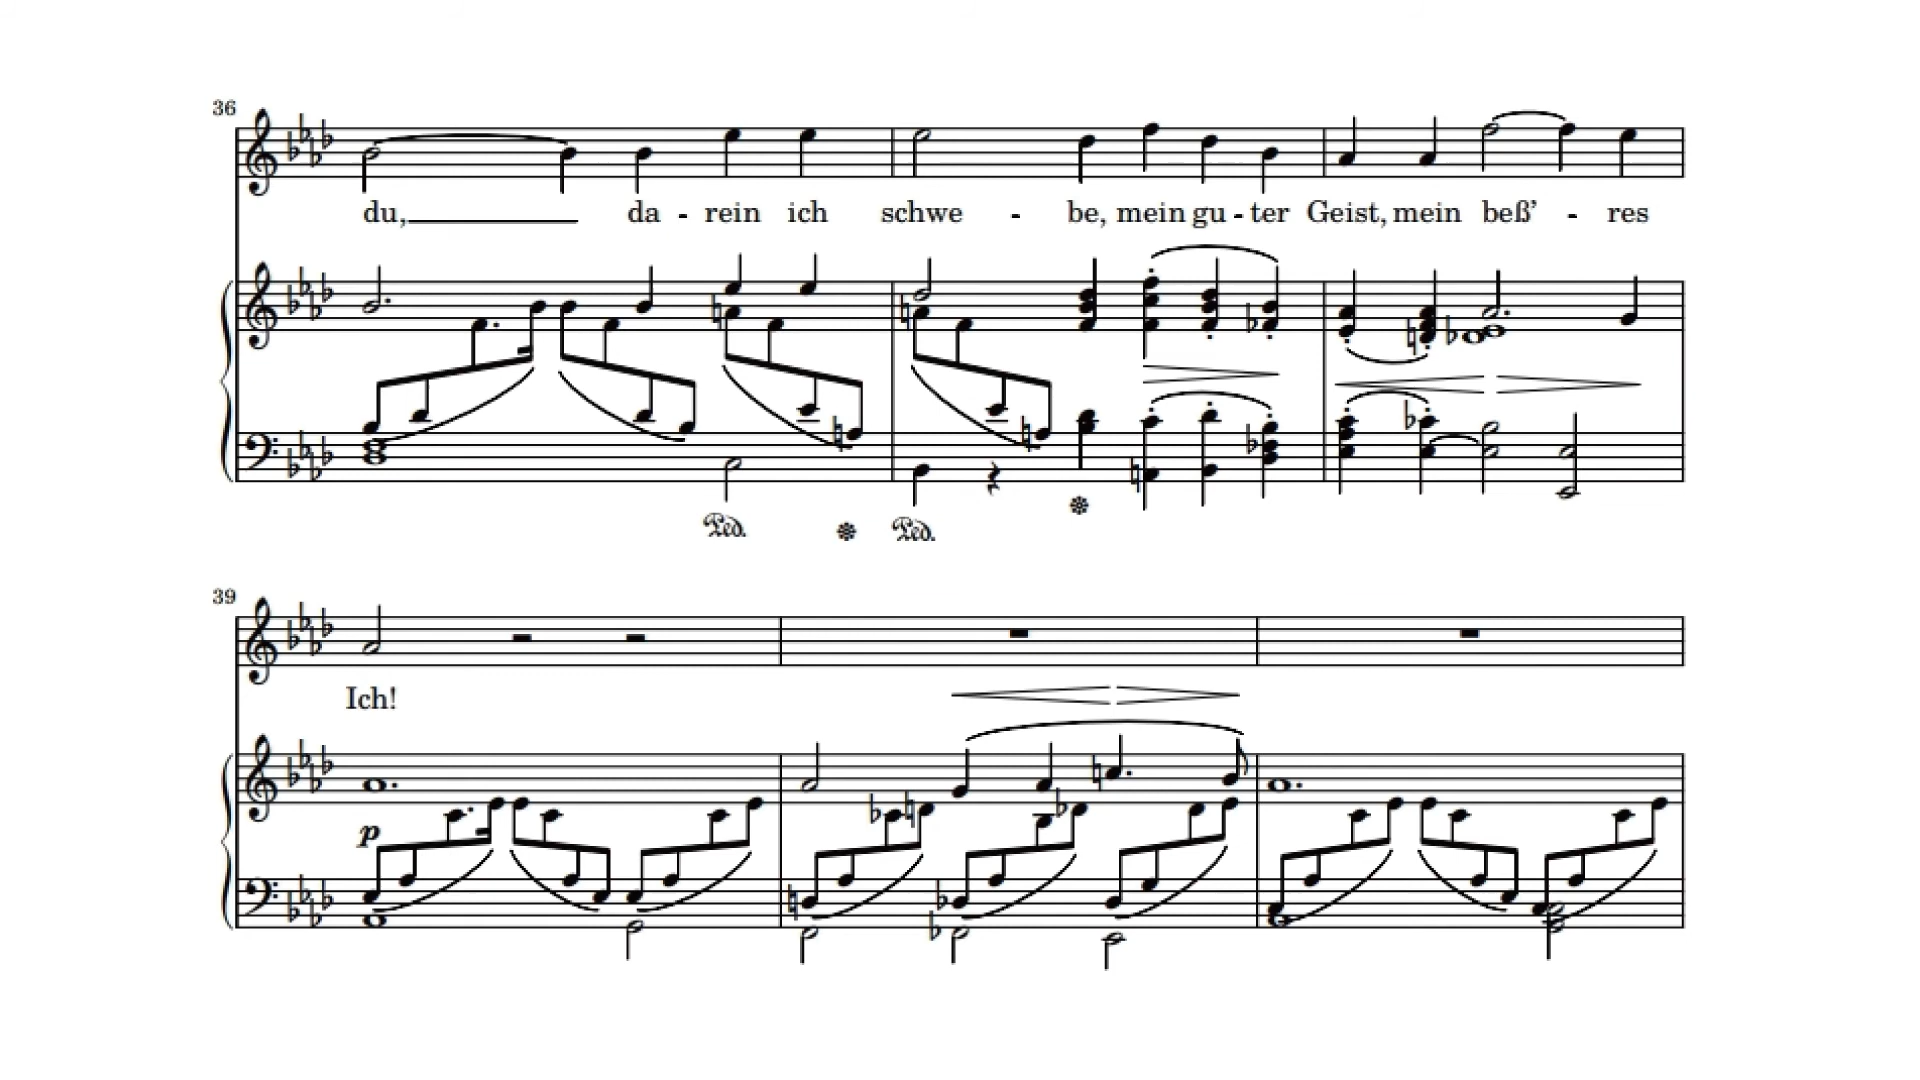 36
du, da - rein ich schwe - be, mein gu - ter Geist, mein beß’ - res
Ped. Ped.
39
Ich!
p